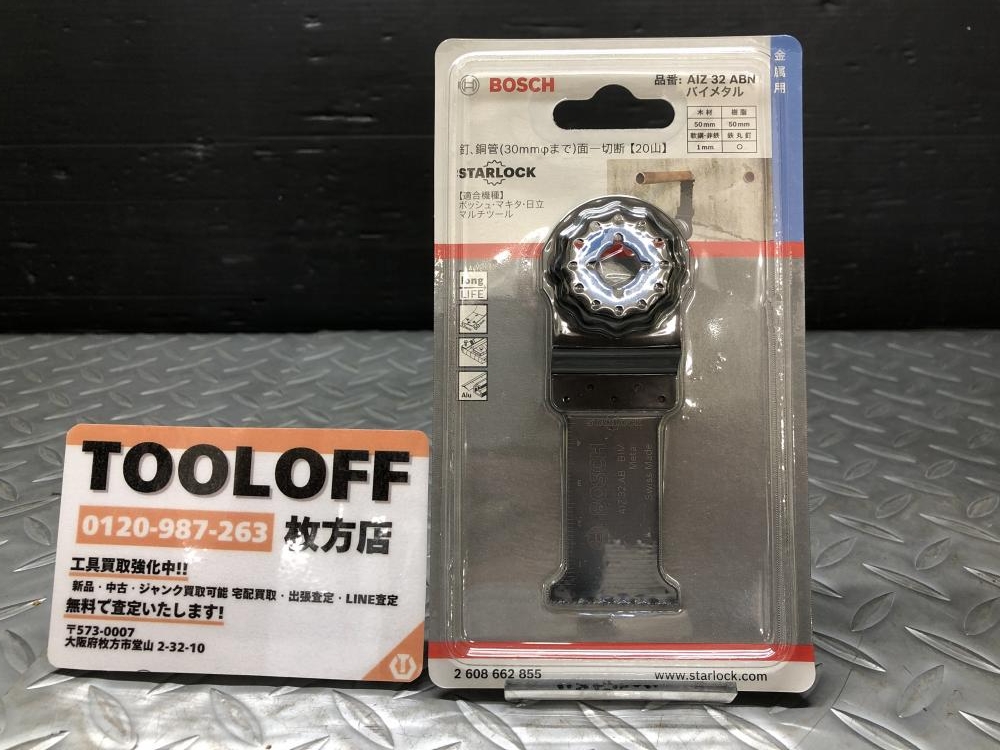 BOSCH
品番: AIZ 32 ABN
バイメタル
金属用
木材 樹脂
50mm 50mm
軟鋼・非鉄 鉄丸釘
1mm 〇
釘、銅管(30mmφまで)面一切断【20山】
STARLOCK
【適合機種】
ボッシュ・マキタ・日立
マルチツール
long
LIFE
Alu
BOSCH
AIZ 32 AB BIM
Metal
Swiss Made
2 608 662 855
www.starlock.com
TOOLOFF
0120-987-263 枚方店
工具買取強化中!!
新品・中古・ジャンク買取可能 宅配買取・出張査定・LINE査定
無料で査定いたします!
〒573-0007
大阪府枚方市堂山 2-32-10